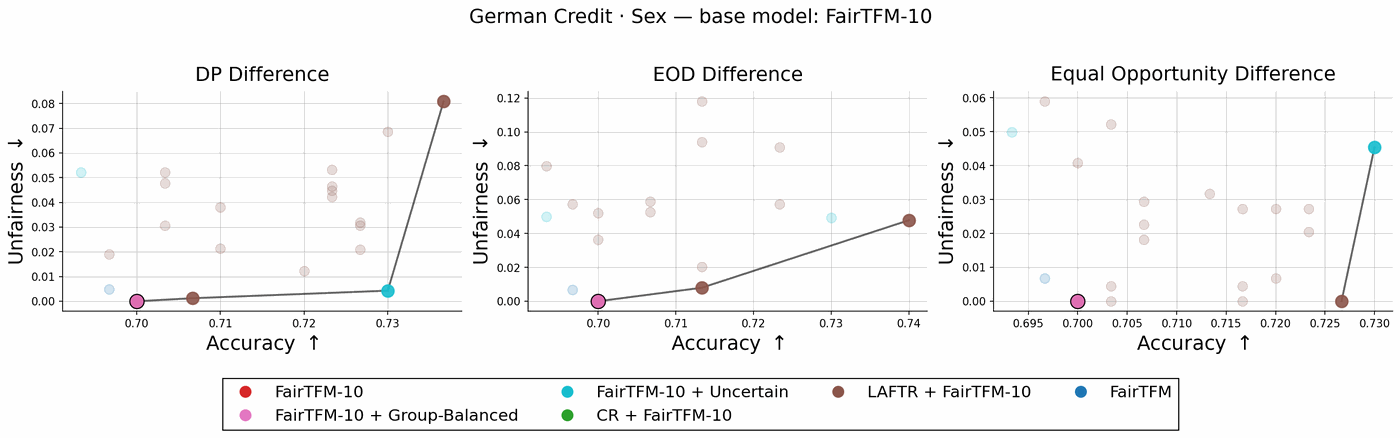 German Credit · Sex — base model: FairTFM-10
DP Difference
EOD Difference
Equal Opportunity Difference
Unfairness ↓
0.08
0.07
0.06
0.05
0.04
0.03
0.02
0.01
0.00
0.70
0.71
0.72
0.73
Accuracy ↑
Unfairness ↓
0.12
0.10
0.08
0.06
0.04
0.02
0.00
0.70
0.71
0.72
0.73
0.74
Accuracy ↑
Unfairness ↓
0.06
0.05
0.04
0.03
0.02
0.01
0.00
0.695
0.700
0.705
0.710
0.715
0.720
0.725
0.730
Accuracy ↑
FairTFM-10
FairTFM-10 + Uncertain
LAFTR + FairTFM-10
FairTFM
FairTFM-10 + Group-Balanced
CR + FairTFM-10